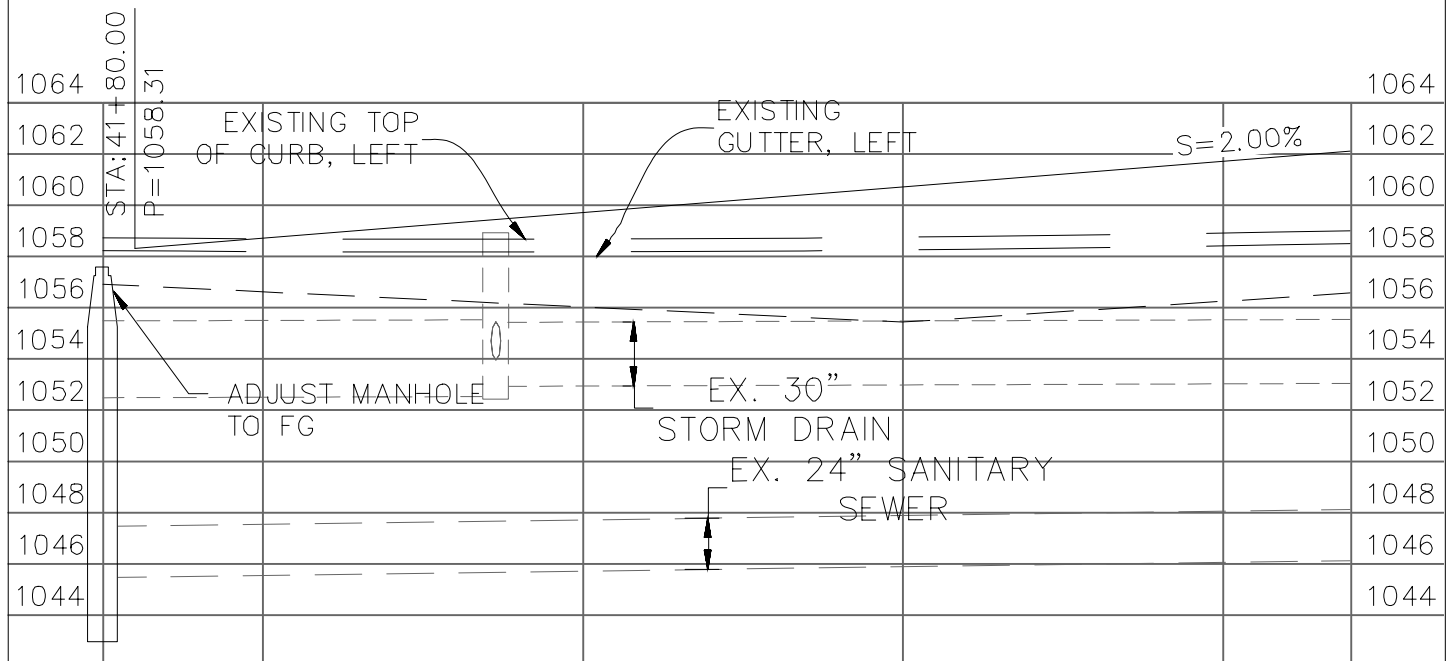 STA:41+80.00
P=1058.31
1064
1062
1060
1058
1056
1054
1052
1050
1048
1046
1044
EXISTING TOP
OF CURB, LEFT
EXISTING
GUTTER, LEFT
S=2.00%
ADJUST MANHOLE
TO FG
EX. 30”
STORM DRAIN
EX. 24” SANITARY
SEWER
1064
1062
1060
1058
1056
1054
1052
1050
1048
1046
1044